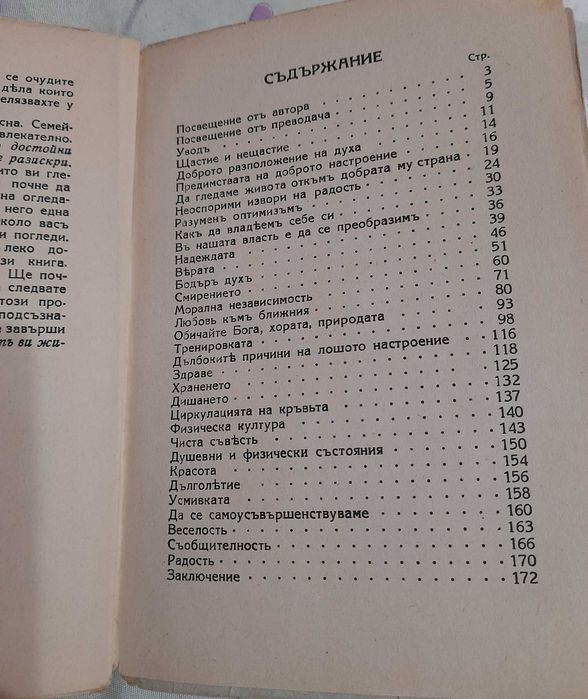 се очудите
дѣла които
елязвахте у
сна. Семей-
влекателно.
достойни
е разискри.
ито ви гле-
почне да
на огледа-
него една
около васъ
и погледи.
леко до-
зи книга.
Ще поч-
следвате
този про-
подсъзна-
завърши
тъ ви жи-
СЪДЪРЖАНИЕ
Стр.
Посвещение отъ автора . . . . . . . . 3
Посвещение отъ преводача . . . . . . . 5
Уводъ . . . . . . . . . . . . 9
Щастие и нещастие . . . . . . . . . 11
Доброто разположение на духа . . . . . . 14
Предимствата на доброто настроение . . . . 16
Да гледаме живота откъмъ добрата му страна . 19
Неоспорими извори на радость . . . . . . 24
Разуменъ оптимизъмъ . . . . . . . . 30
Какъ да владѣемъ себе си . . . . . . . 33
Въ нашата власть е да се преобразимъ . . . 36
Надеждата . . . . . . . . . . . 39
Вѣрата . . . . . . . . . . . . 46
Бодъръ духъ . . . . . . . . . . . 51
Смирението . . . . . . . . . . . 60
Морална независимость . . . . . . . . 71
Любовь къмъ ближния . . . . . . . . 80
Обичайте Бога, хората, природата . . . . . 93
Тренировката . . . . . . . . . . . 98
Дълбокитѣ причини на лошото настроение . . 116
Здраве . . . . . . . . . . . . 118
Храненето . . . . . . . . . . . 125
Дишането . . . . . . . . . . . 132
Циркулацията на кръвьта . . . . . . . 137
Физическа култура . . . . . . . . . 140
Чиста съвѣсть . . . . . . . . . . 143
Душевни и физически състояния . . . . . 150
Красота . . . . . . . . . . . . 154
Дълголѣтие . . . . . . . . . . . 156
Усмивката . . . . . . . . . . . 158
Да се самоусъвършенствуваме . . . . . . 160
Веселость . . . . . . . . . . . 163
Съобщителность . . . . . . . . . . 166
Радость . . . . . . . . . . . . 170
Заключение . . . . . . . . . . . 172